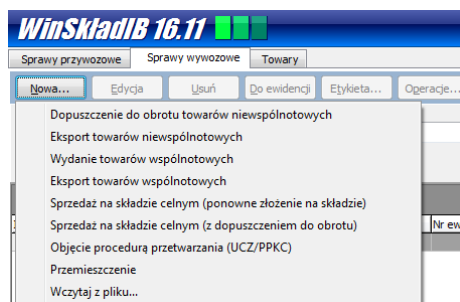 WinSkładIB 16.11
Sprawy przywozowe Sprawy wywozowe Towary
Nowa... Edycja Usuń Do ewidencji Etykieta... Operacje...
Dopuszczenie do obrotu towarów niewspólnotowych
Eksport towarów niewspólnotowych
Wydanie towarów wspólnotowych
Eksport towarów wspólnotowych
Sprzedaż na składzie celnym (ponowne złożenie na składzie)
Sprzedaż na składzie celnym (z dopuszczeniem do obrotu)
Nr ew
Objęcie procedurą przetwarzania (UCZ/PPKC)
Przemieszczenie
Wczytaj z pliku...